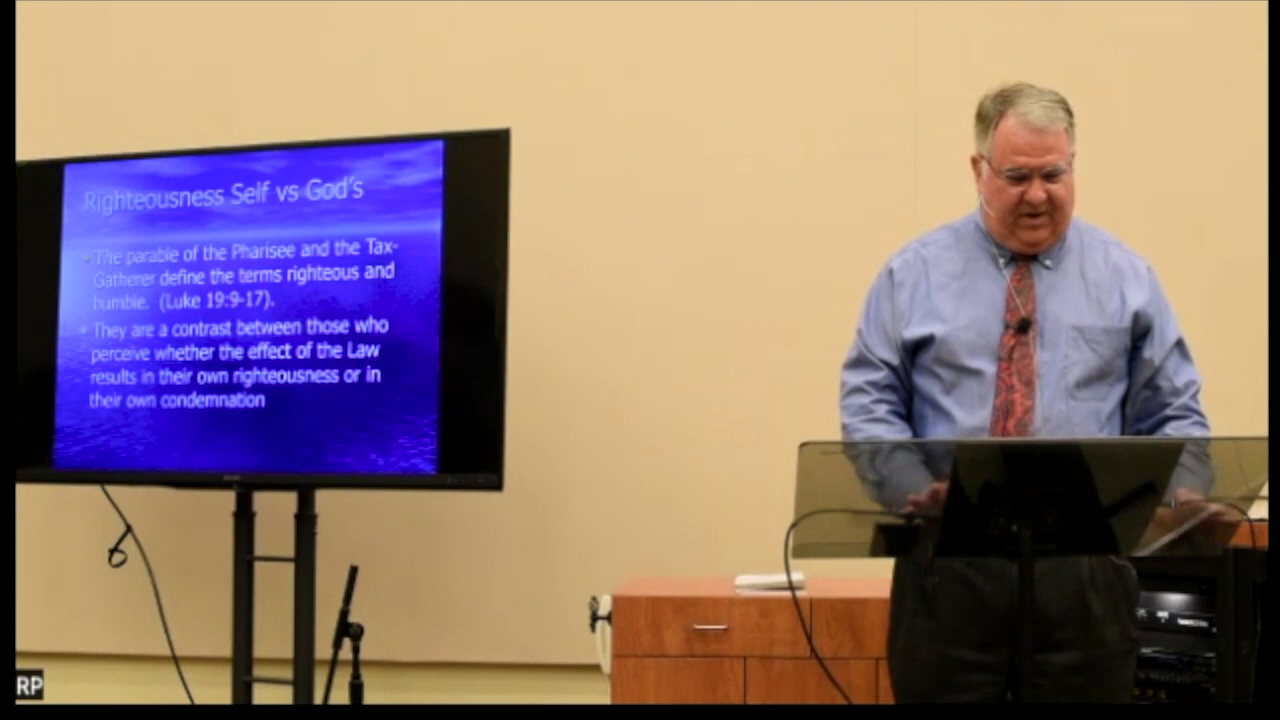 Righteousness Self vs God's
The parable of the Pharisee and the Tax-
Gatherer define the terms righteous and
humble. (Luke 19:9-17).
They are a contrast between those who
perceive whether the effect of the Law
results in their own righteousness or in
their own condemnation
RP